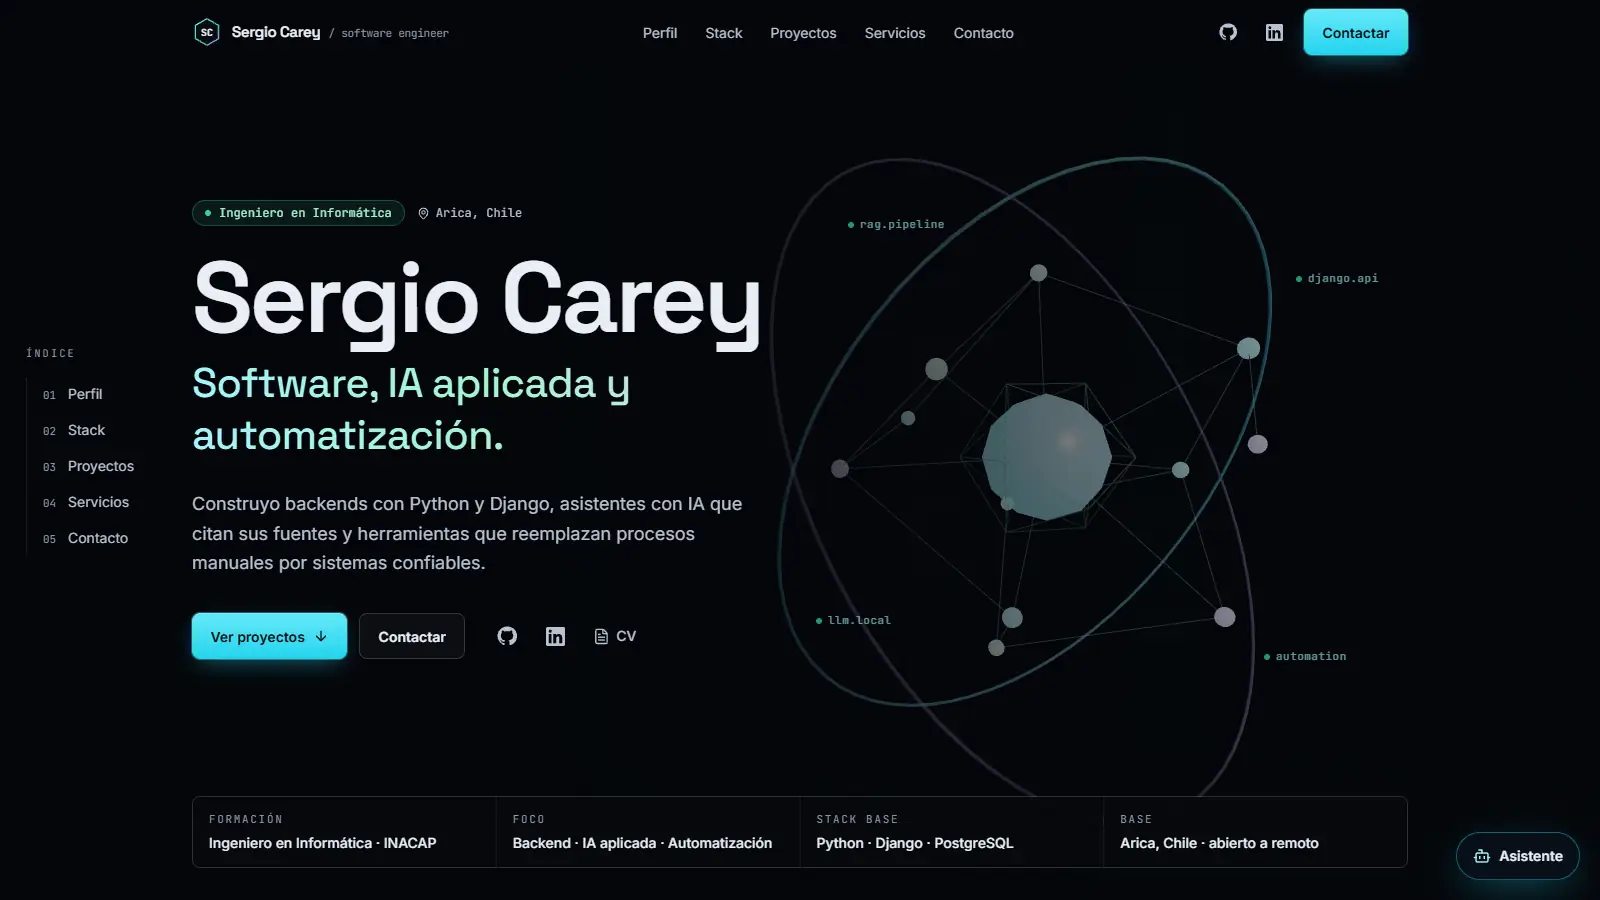 SC Sergio Carey / software engineer
Perfil Stack Proyectos Servicios Contacto
Contactar
Ingeniero en Informática
Arica, Chile
Sergio Carey
Software, IA aplicada y
automatización.
Construyo backends con Python y Django, asistentes con IA que
citan sus fuentes y herramientas que reemplazan procesos
manuales por sistemas confiables.
Ver proyectos ↓
Contactar
CV
ÍNDICE
01 Perfil
02 Stack
03 Proyectos
04 Servicios
05 Contacto
rag.pipeline
django.api
llm.local
automation
FORMACIÓN
Ingeniero en Informática · INACAP
FOCO
Backend · IA aplicada · Automatización
STACK BASE
Python · Django · PostgreSQL
BASE
Arica, Chile · abierto a remoto
Asistente